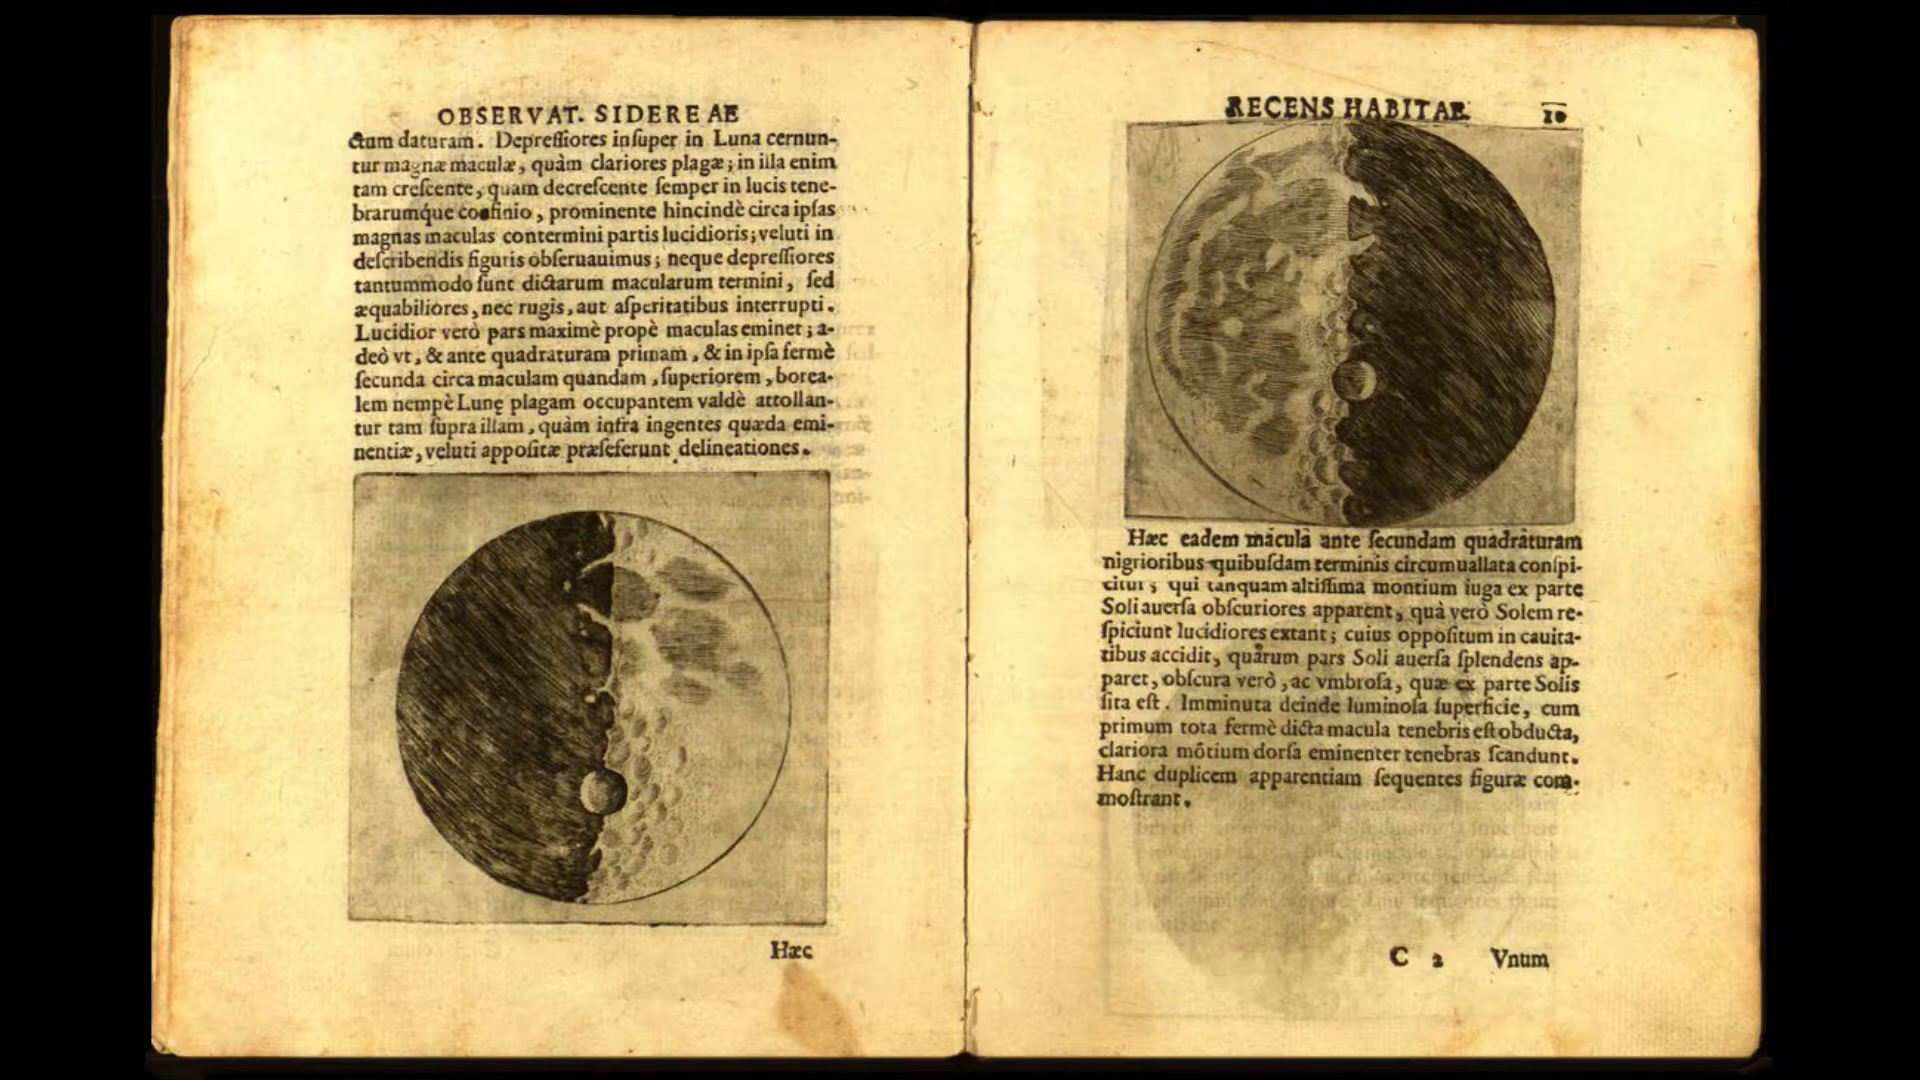 OBSERVAT. SIDEREAE
ctum daturam. Depreſſiores inſuper in Luna cernun-
tur magnæ maculæ, quàm clariores plagæ; in illa enim
tam creſcente, quam decreſcente ſemper in lucis tene-
brarumque confinio, prominente hincindè circa ipſas
magnas maculas contermini partis lucidioris; veluti in
deſcribendis figuris obſeruauimus; neque depreſſiores
tantummodo ſunt dictarum macularum termini, ſed
æquabiliores, nec rugis, aut aſperitatibus interrupti.
Lucidior verò pars maximè propè maculas eminet; a-
deò vt, & ante quadraturam primam, & in ipſa fermè
ſecunda circa maculam quandam, ſuperiorem, borea-
lem nempè Lunę plagam occupantem valdè attollan-
tur tam ſupra illam, quàm infra ingentes quæda emi-
nentiæ, veluti appoſitæ præſeferunt delineationes.
Hæc
RECENS HABITAE. 10
Hæc eadem macula ante ſecundam quadraturam
nigrioribus quibuſdam terminis circumuallata conſpi-
citur; qui tanquam altiſſima montium iuga ex parte
Soli auerſa obſcuriores apparent, quà verò Solem re-
ſpiciunt lucidiores extant; cuius oppoſitum in cauita-
tibus accidit, quarum pars Soli auerſa ſplendens ap-
paret, obſcura verò, ac vmbroſa, quæ ex parte Solis
ſita eſt. Imminuta deinde luminoſa ſuperficie, cum
primum tota fermè dicta macula tenebris eſt obducta,
clariora mõtium dorſa eminenter tenebras ſcandunt.
Hanc duplicem apparentiam ſequentes figuræ com-
moſtrant.
C 2 Vnum